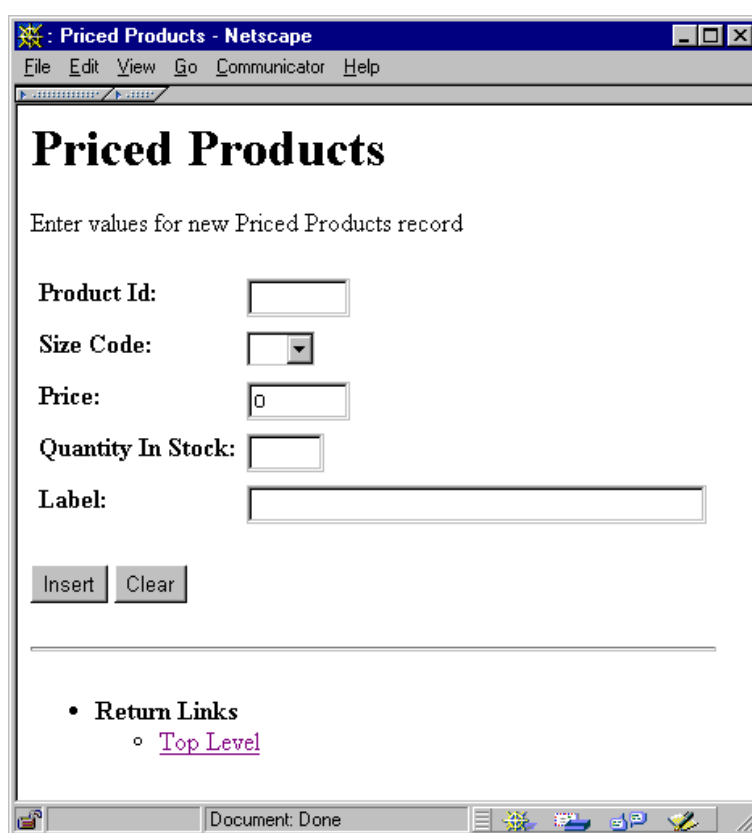 : Priced Products - Netscape
File Edit View Go Communicator Help
Priced Products
Enter values for new Priced Products record
Product Id:
Size Code:
Price: 0
Quantity In Stock:
Label:
Insert Clear
Return Links
Top Level
Document: Done